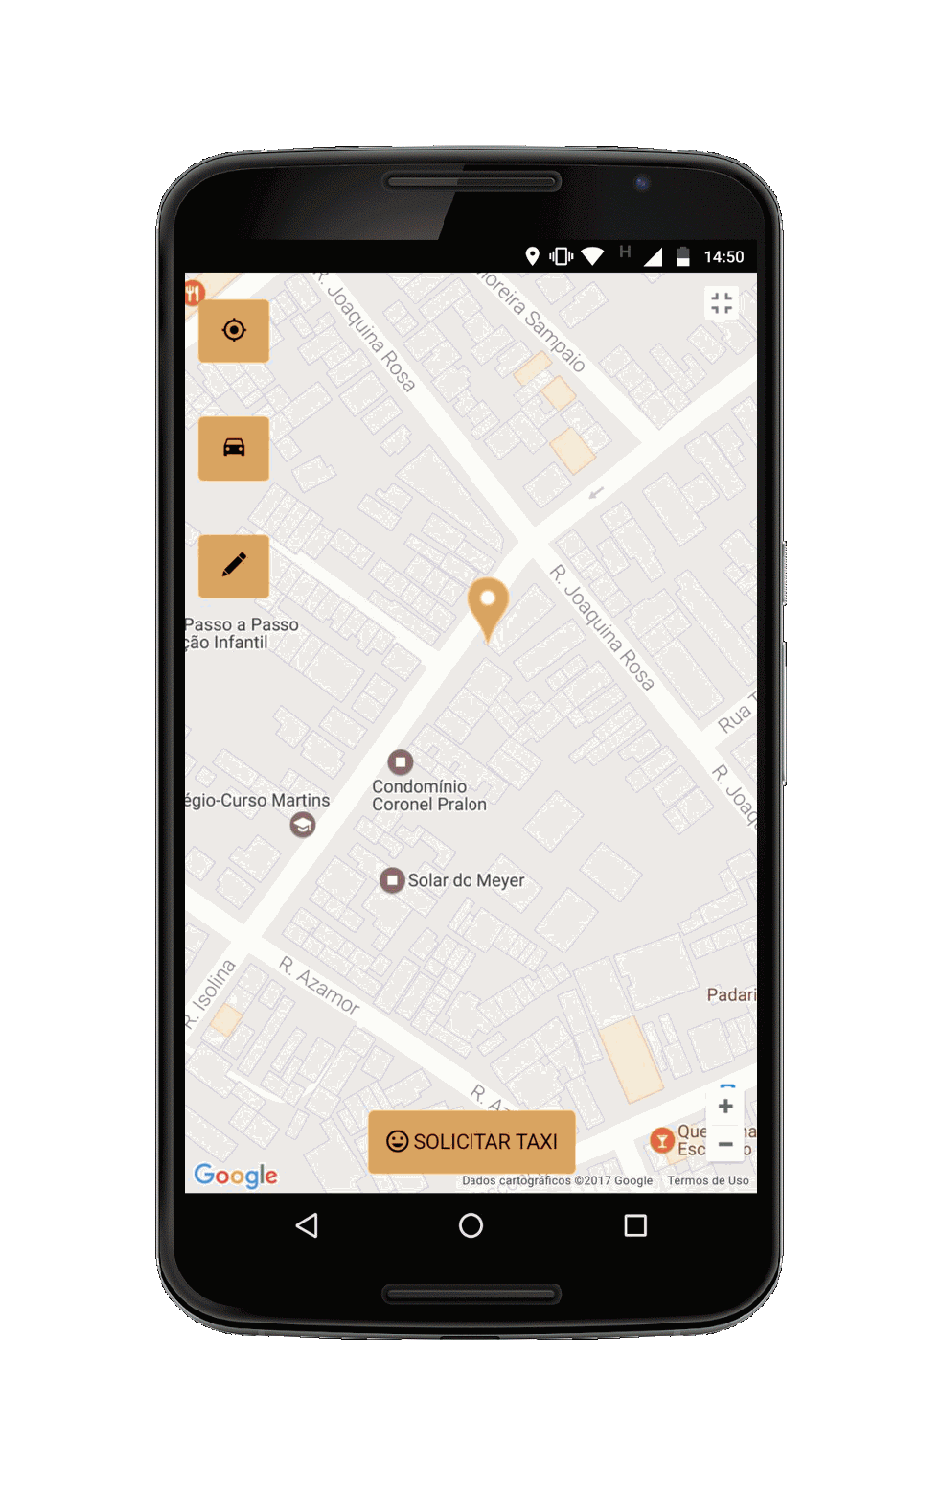 H 14:50
R. Joaquina Rosa
oreira Sampaio
R. Joaquina Rosa
Passo a Passo
ção Infantil
Rua T
R. Joaq
Condomínio
Coronel Pralon
égio-Curso Martins
Solar do Meyer
R. Isolina
R. Azamor
Padari
R. Az
+
SOLICITAR TAXI
Que
na
Esc
o
−
Google
Dados cartográficos ©2017 Google
Termos de Uso